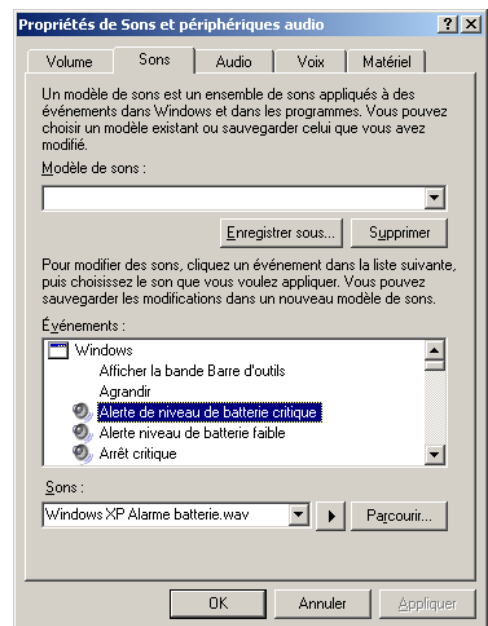 Propriétés de Sons et périphériques audio
Volume Sons Audio Voix Matériel
Un modèle de sons est un ensemble de sons appliqués à des
événements dans Windows et dans les programmes. Vous pouvez
choisir un modèle existant ou sauvegarder celui que vous avez
modifié.
Modèle de sons :
Enregistrer sous... Supprimer
Pour modifier des sons, cliquez un événement dans la liste suivante,
puis choisissez le son que vous voulez appliquer. Vous pouvez
sauvegarder les modifications dans un nouveau modèle de sons.
Événements :
Windows
Afficher la bande Barre d'outils
Agrandir
Alerte de niveau de batterie critique
Alerte niveau de batterie faible
Arrêt critique
Sons :
Windows XP Alarme batterie.wav Parcourir...
OK Annuler Appliquer